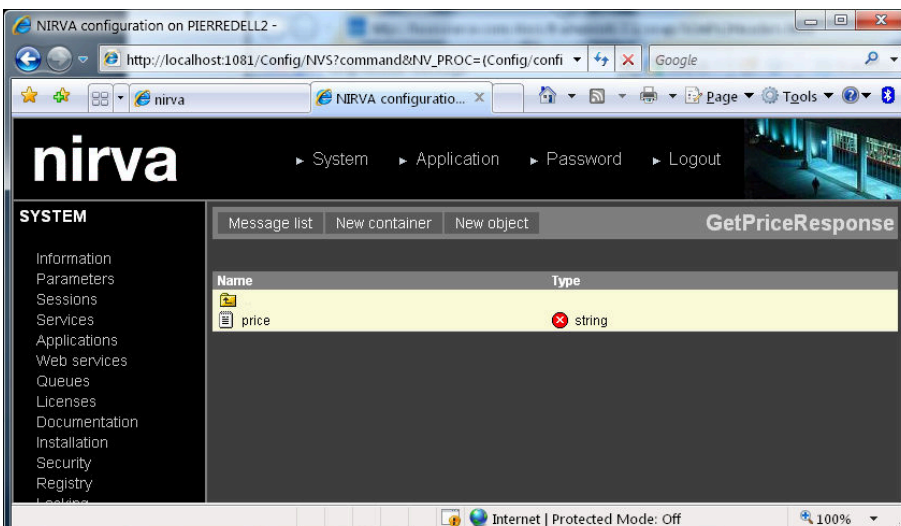 NIRVA configuration on PIERREDELL2 -
http://localhost:1081/Config/NVS?command&NV_PROC=(Config/confi
Google
nirva
NIRVA configuratio...
Page
Tools
nirva
System
Application
Password
Logout
SYSTEM
Message list
New container
New object
GetPriceResponse
Information
Parameters
Sessions
Services
Applications
Web services
Queues
Licenses
Documentation
Installation
Security
Registry
Name
Type
price
string
Internet | Protected Mode: Off
100%